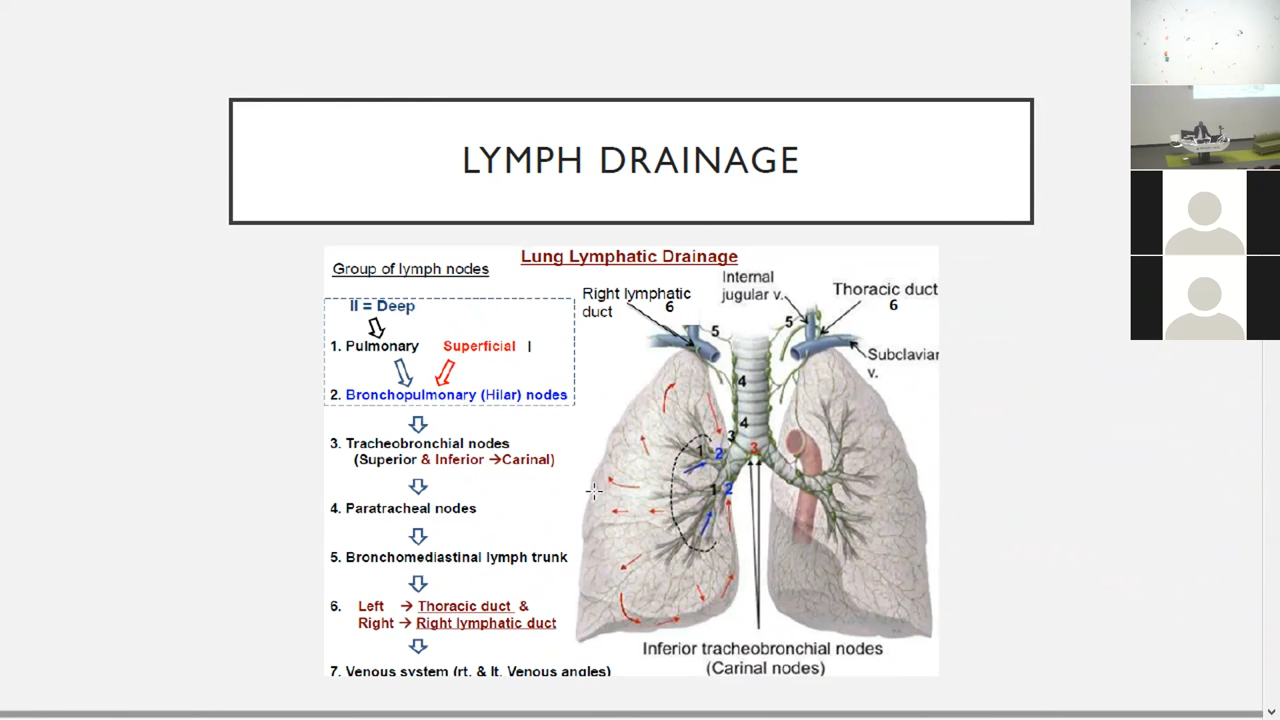 LYMPH DRAINAGE
Lung Lymphatic Drainage
Group of lymph nodes
II = Deep
1. Pulmonary Superficial I
2. Bronchopulmonary (Hilar) nodes
3. Tracheobronchial nodes
(Superior & Inferior →Carinal)
4. Paratracheal nodes
5. Bronchomediastinal lymph trunk
6. Left → Thoracic duct &
Right → Right lymphatic duct
7. Venous system (rt. & lt. Venous angles)
Right lymphatic
duct 6
Internal
jugular v.
Thoracic duct
6
Subclavian
v.
5
5
4
4
3
3
1
2
1
2
Inferior tracheobronchial nodes
(Carinal nodes)